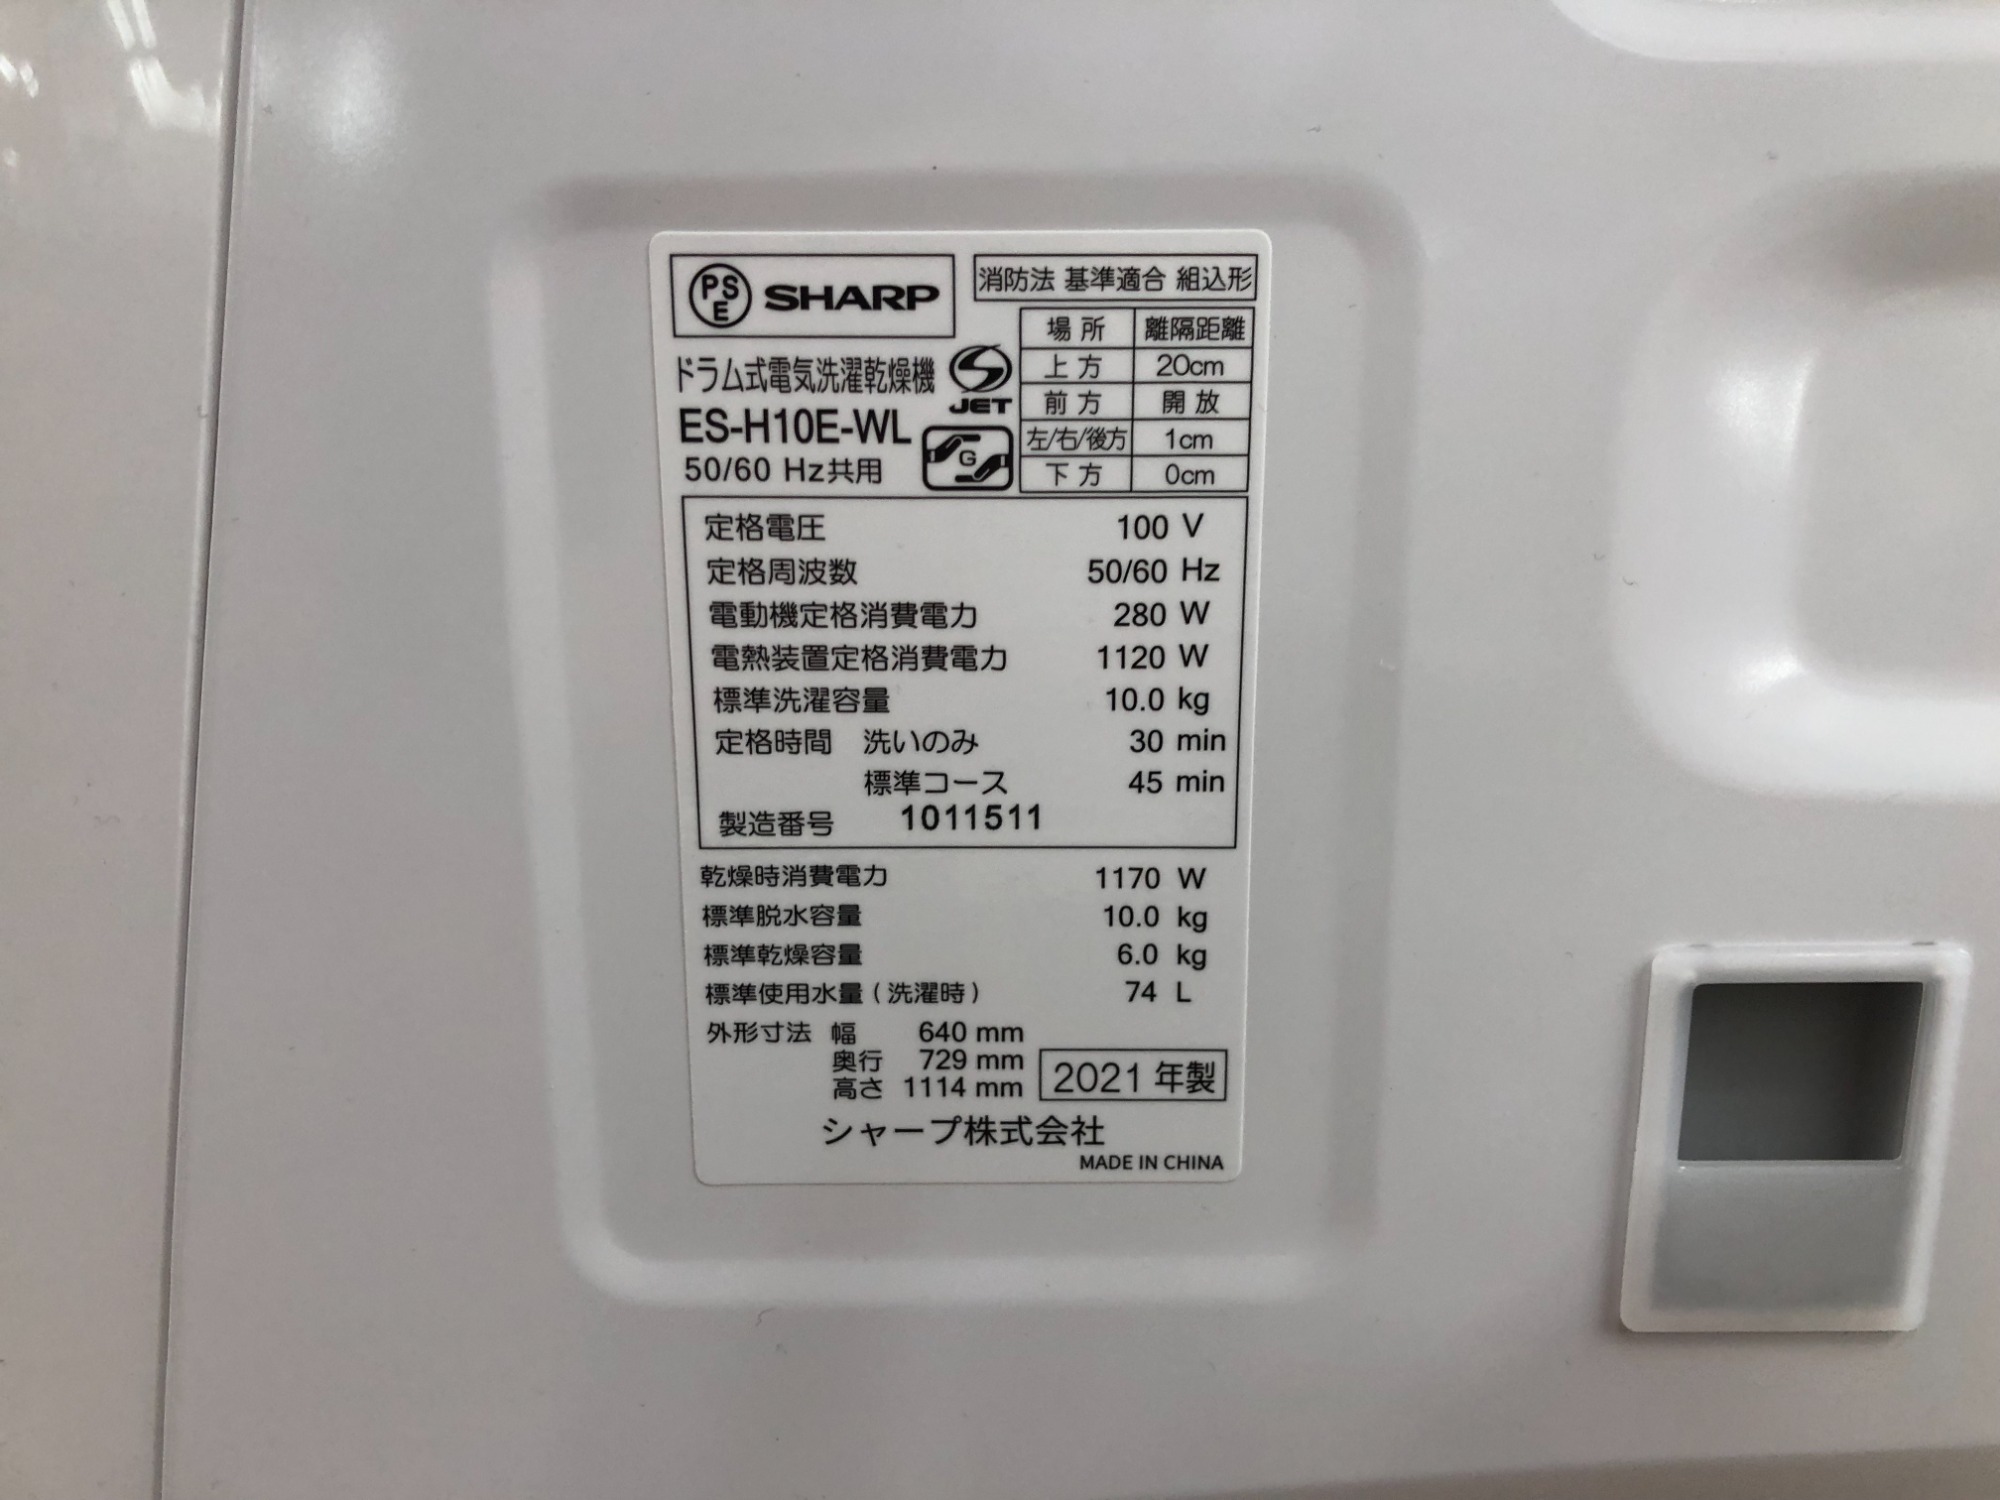 PSE SHARP
消防法 基準適合 組込形
場所 離隔距離
上方 20cm
前方 開放
左/右/後方 1cm
下方 0cm
ドラム式電気洗濯乾燥機
JET
ES-H10E-WL
G
50/60 Hz共用
定格電圧 100 V
定格周波数 50/60 Hz
電動機定格消費電力 280 W
電熱装置定格消費電力 1120 W
標準洗濯容量 10.0 kg
定格時間 洗いのみ 30 min
標準コース 45 min
製造番号 1011511
乾燥時消費電力 1170 W
標準脱水容量 10.0 kg
標準乾燥容量 6.0 kg
標準使用水量(洗濯時) 74 L
外形寸法 幅 640 mm
奥行 729 mm
高さ 1114 mm
2021 年製
シャープ株式会社
MADE IN CHINA